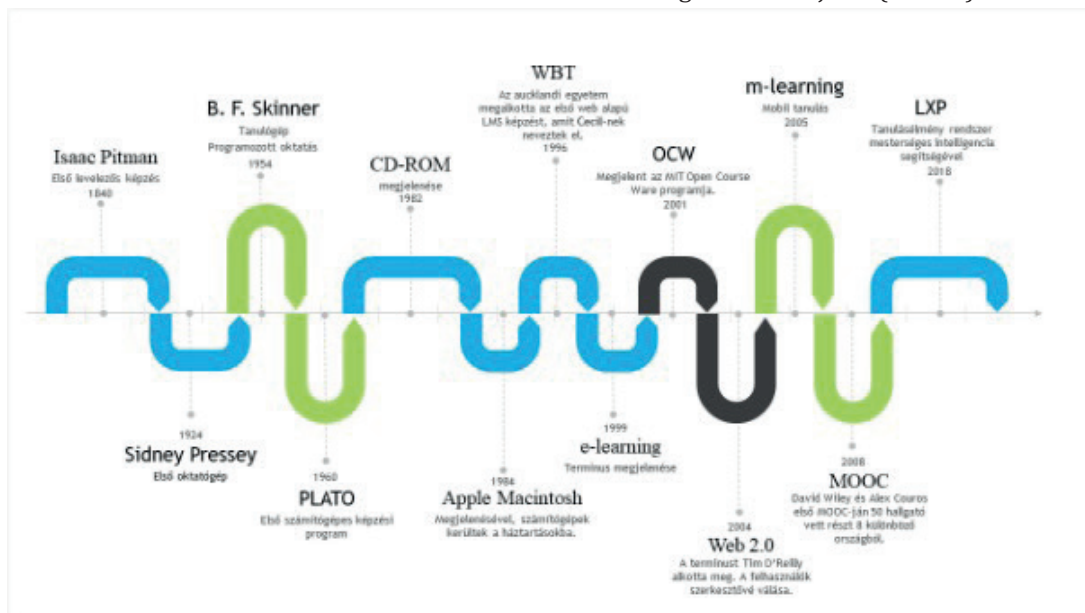 Isaac Pitman
Első levelezős képzés
1840
1924
Sidney Pressey
Első oktatógép
B. F. Skinner
Tanulógép
Programozott oktatás
1954
1960
PLATO
Első számítógépes képzési
program
CD-ROM
megjelenése
1982
1984
Apple Macintosh
Megjelenésével, számítógépek
kerültek a háztartásokba.
WBT
Az aucklandi egyetem
megalkotta az első web alapú
LMS képzést, amit Cecil-nek
neveztek el.
1996
1999
e-learning
Terminus megjelenése
OCW
Megjelent az MIT Open Course
Ware programja.
2001
2004
Web 2.0
A terminust Tim O'Reilly
alkotta meg. A felhasználók
szerkesztővé válása.
m-learning
Mobil tanulás
2005
2008
MOOC
David Wiley és Alex Couros
első MOOC-ján 50 hallgató
vett részt 8 különböző
országból.
LXP
Tanulásélmény rendszer
mesterséges intelligencia
segítségével
2018